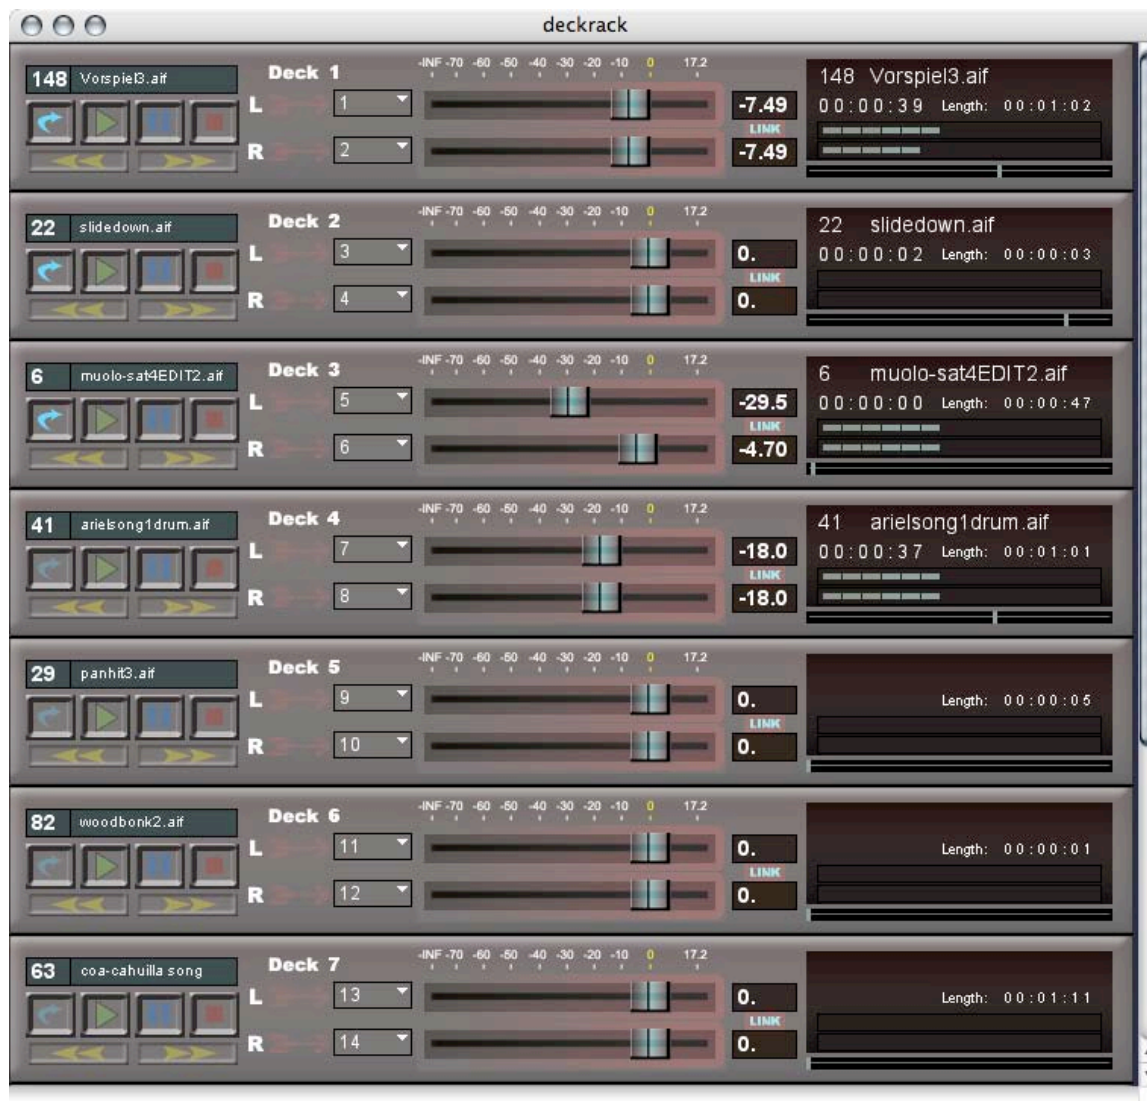 deckrack
148 Vorspiel3.aif
Deck 1
-INF -70 -60 -50 -40 -30 -20 -10 0 17.2
L 1 -7.49
LINK
R 2 -7.49
148 Vorspiel3.aif
00:00:39 Length: 00:01:02
22 slidedown.aif
Deck 2
-INF -70 -60 -50 -40 -30 -20 -10 0 17.2
L 3 0.
LINK
R 4 0.
22 slidedown.aif
00:00:02 Length: 00:00:03
6 muolo-sat4EDIT2.aif
Deck 3
-INF -70 -60 -50 -40 -30 -20 -10 0 17.2
L 5 -29.5
LINK
R 6 -4.70
6 muolo-sat4EDIT2.aif
00:00:00 Length: 00:00:47
41 arielsong1drum.aif
Deck 4
-INF -70 -60 -50 -40 -30 -20 -10 0 17.2
L 7 -18.0
LINK
R 8 -18.0
41 arielsong1drum.aif
00:00:37 Length: 00:01:01
29 panhit3.aif
Deck 5
-INF -70 -60 -50 -40 -30 -20 -10 0 17.2
L 9 0.
LINK
R 10 0.
Length: 00:00:05
82 woodbonk2.aif
Deck 6
-INF -70 -60 -50 -40 -30 -20 -10 0 17.2
L 11 0.
LINK
R 12 0.
Length: 00:00:01
63 coa-cahuilla song
Deck 7
-INF -70 -60 -50 -40 -30 -20 -10 0 17.2
L 13 0.
LINK
R 14 0.
Length: 00:01:11